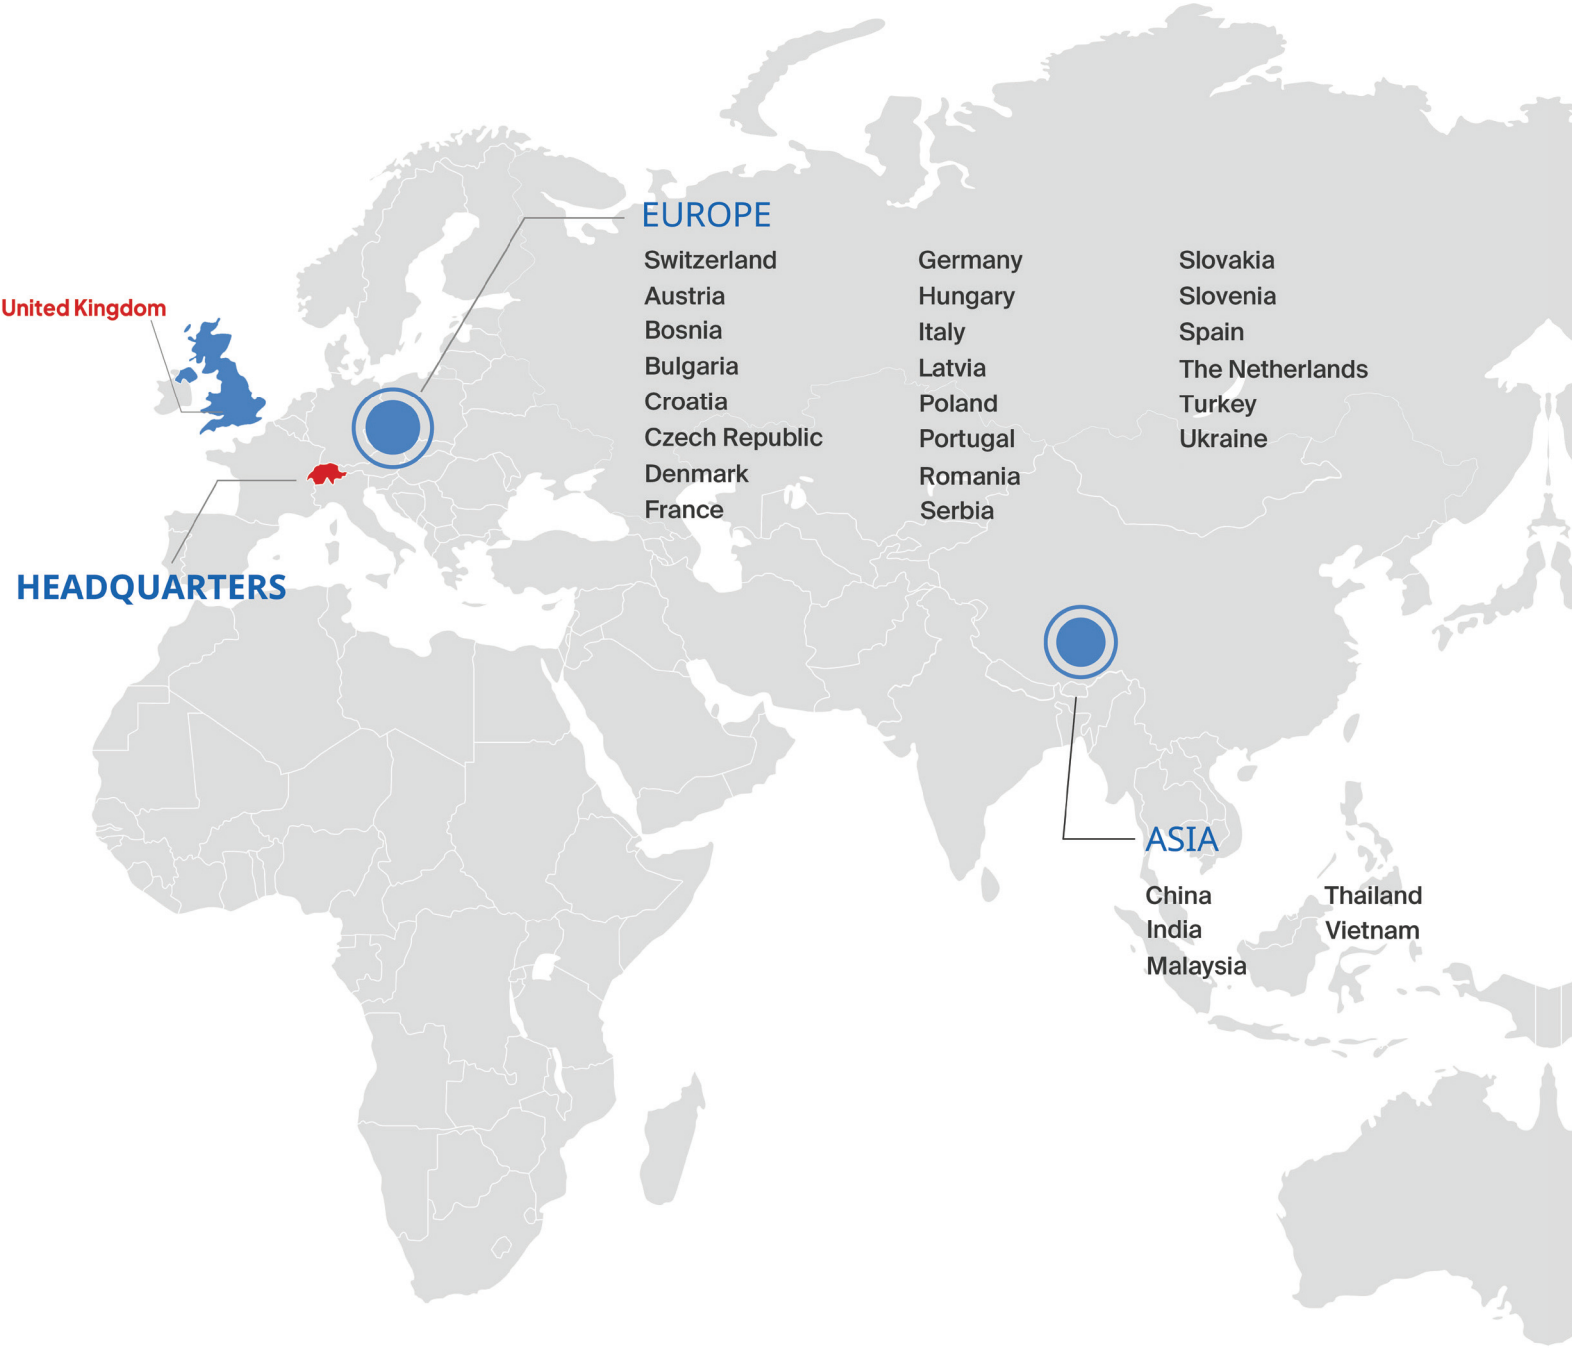 EUROPE
Switzerland
Austria
Bosnia
Bulgaria
Croatia
Czech Republic
Denmark
France
Germany
Hungary
Italy
Latvia
Poland
Portugal
Romania
Serbia
Slovakia
Slovenia
Spain
The Netherlands
Turkey
Ukraine
United Kingdom
HEADQUARTERS
ASIA
China
India
Malaysia
Thailand
Vietnam